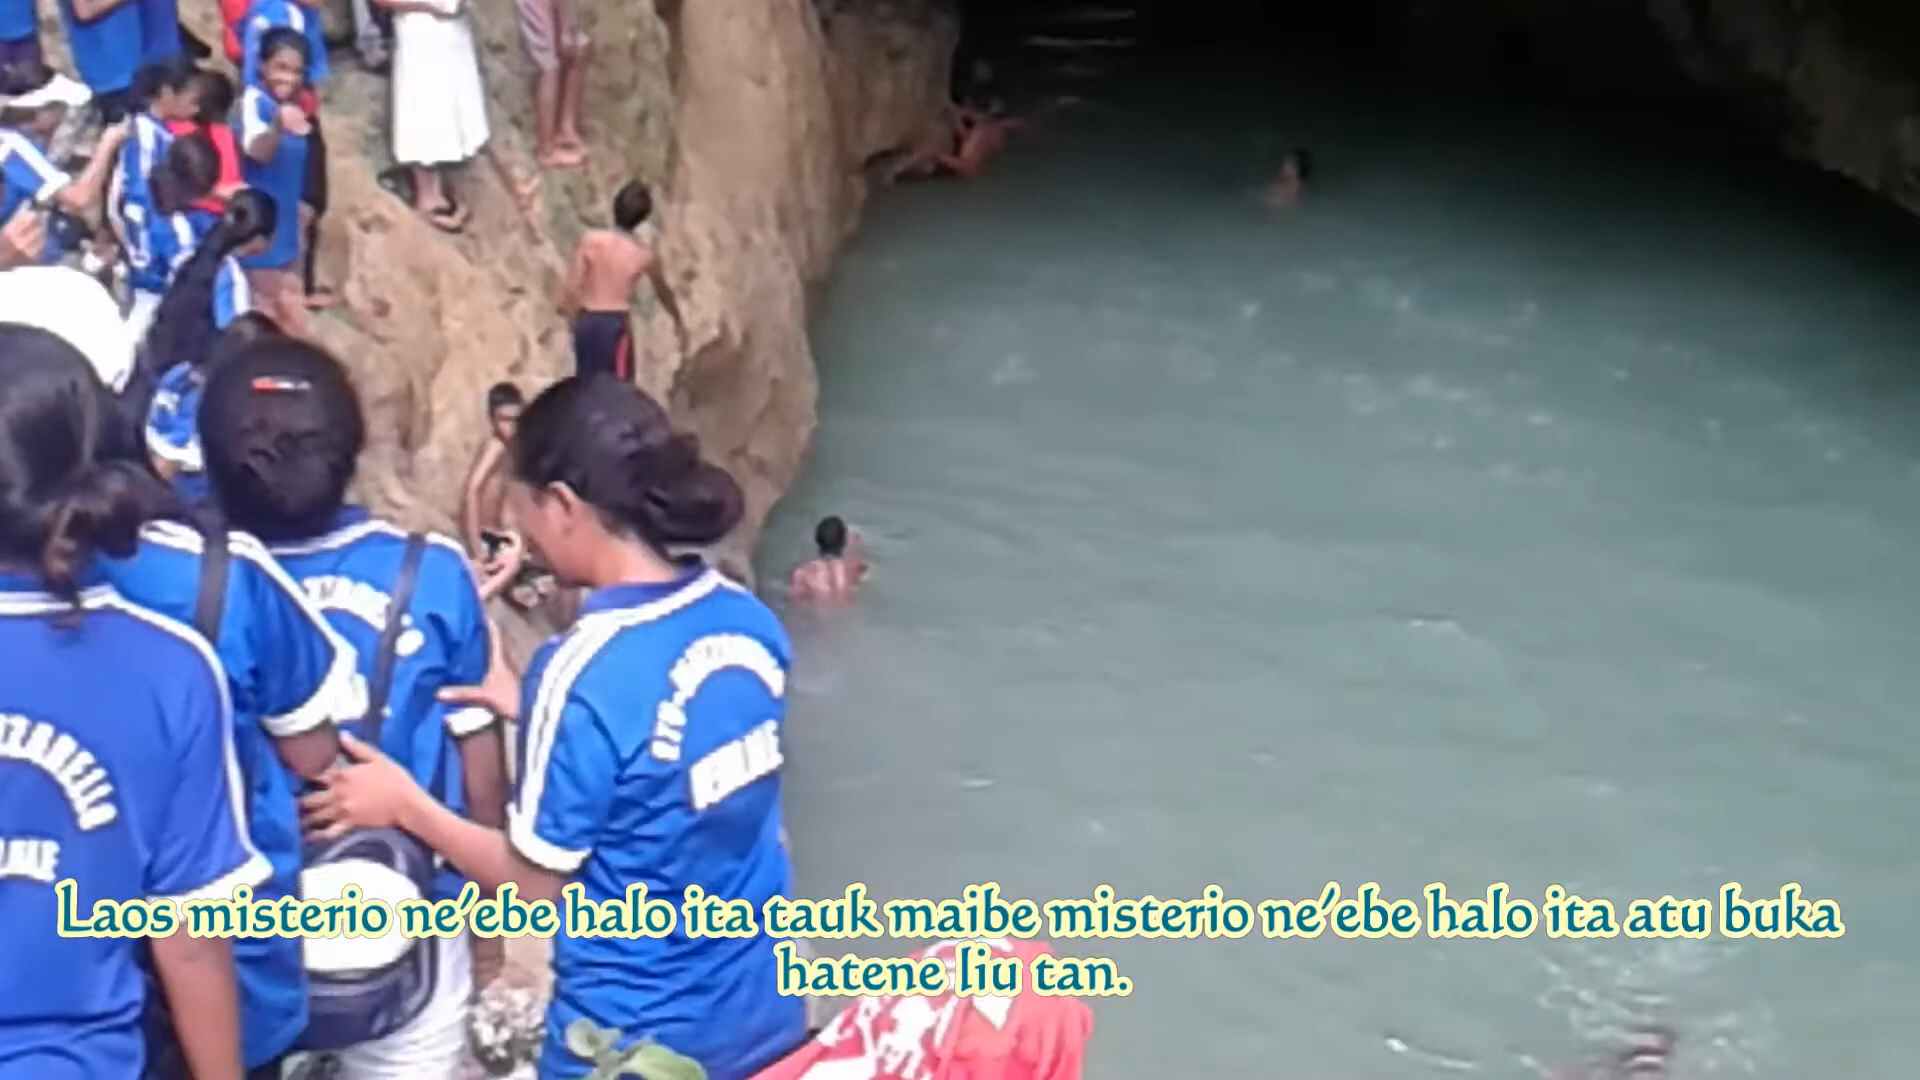 Laos misterio ne'ebe halo ita tauk maibe misterio ne'ebe halo ita atu buka
hatene liu tan.